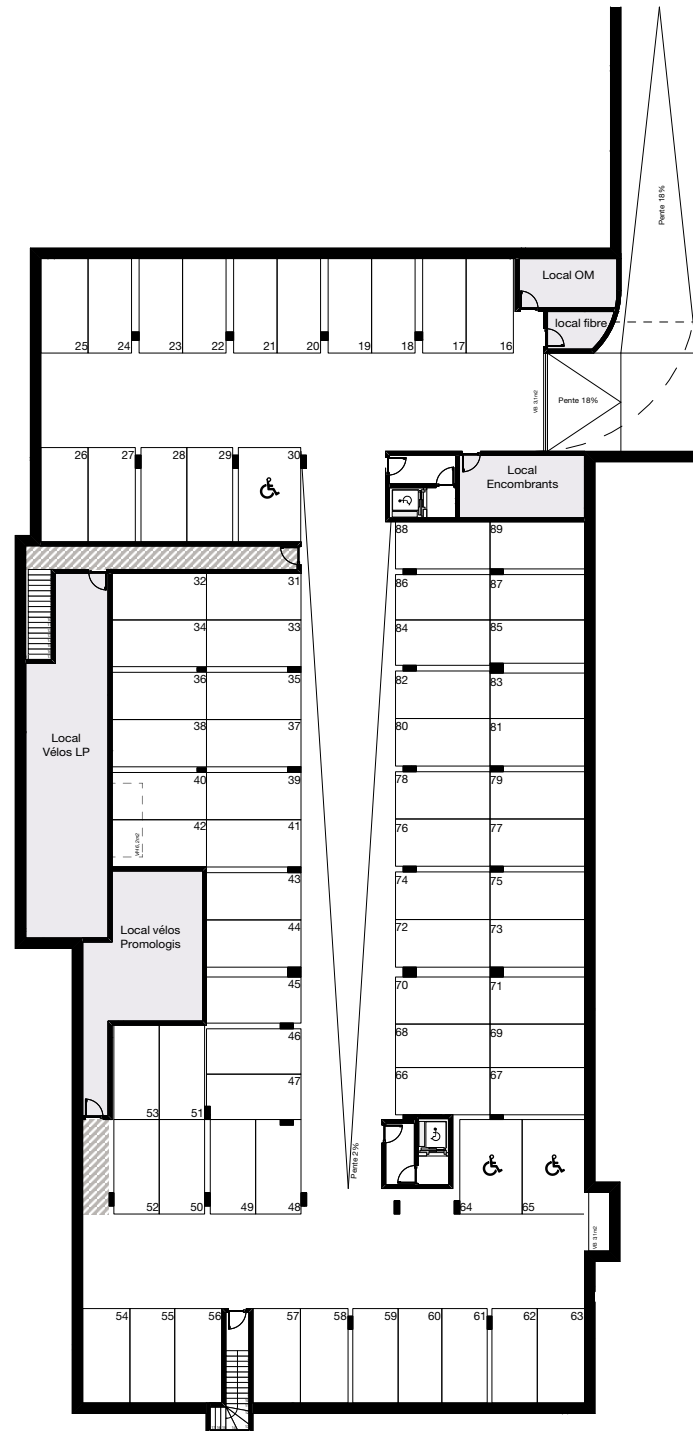 Pente 18%
Local OM
local fibre
25 24 23 22 21 20 19 18 17 16
Pente 18%
26 27 28 29 30
Local
Encombrants
88 89
32 31
86 87
34 33
84 85
36 35
82 83
38 37
80 81
Local
Vélos LP
40 39
78 79
42 41
76 77
43
74 75
Local vélos
Promologis
44
72 73
45
70 71
46
68 69
47
66 67
53 51
Pente 2%
52 50 49 48
64 65
54 55 56 57 58 59 60 61 62 63